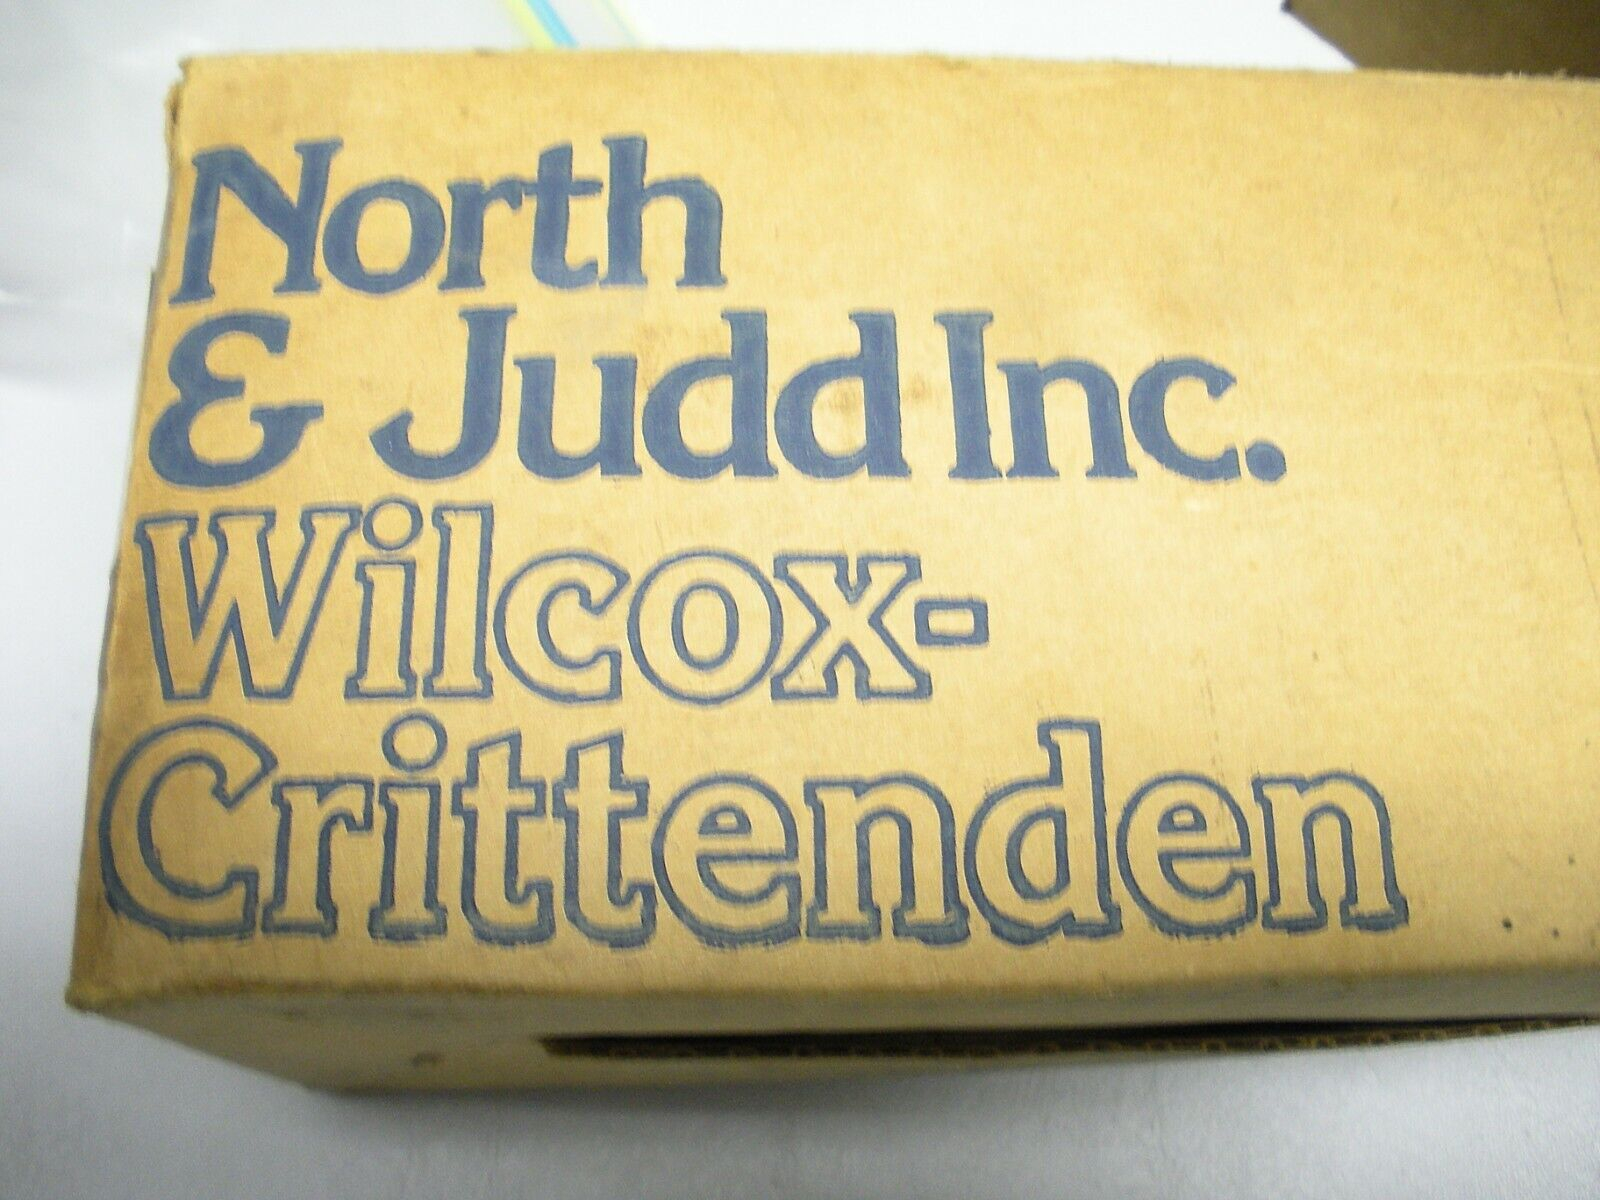 North
& Judd Inc.
Wilcox-
Crittenden